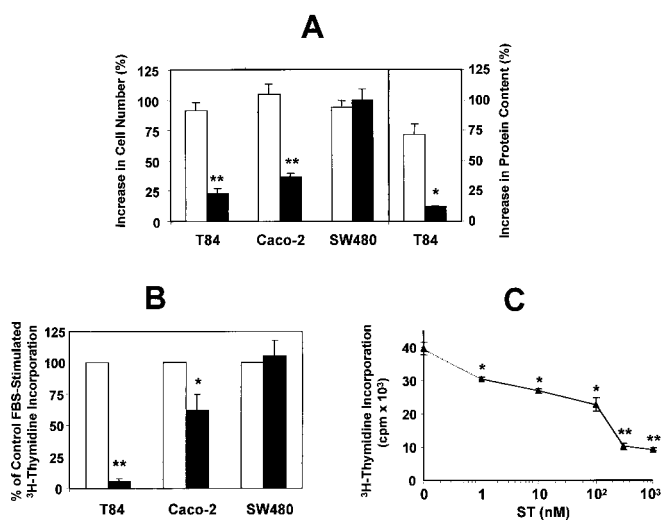 A
Increase in Cell Number (%)
125
100
75
50
25
0
**
**
*
T84
Caco-2
SW480
T84
125
100
75
50
25
0
Increase in Protein Content (%)
B
% of Control FBS-Stimulated
³H-Thymidine Incorporation
125
100
75
50
25
0
**
*
T84
Caco-2
SW480
C
³H-Thymidine Incorporation
(cpm x 10³)
40
30
20
10
0
*
*
*
**
**
0
1
10
10²
10³
ST (nM)